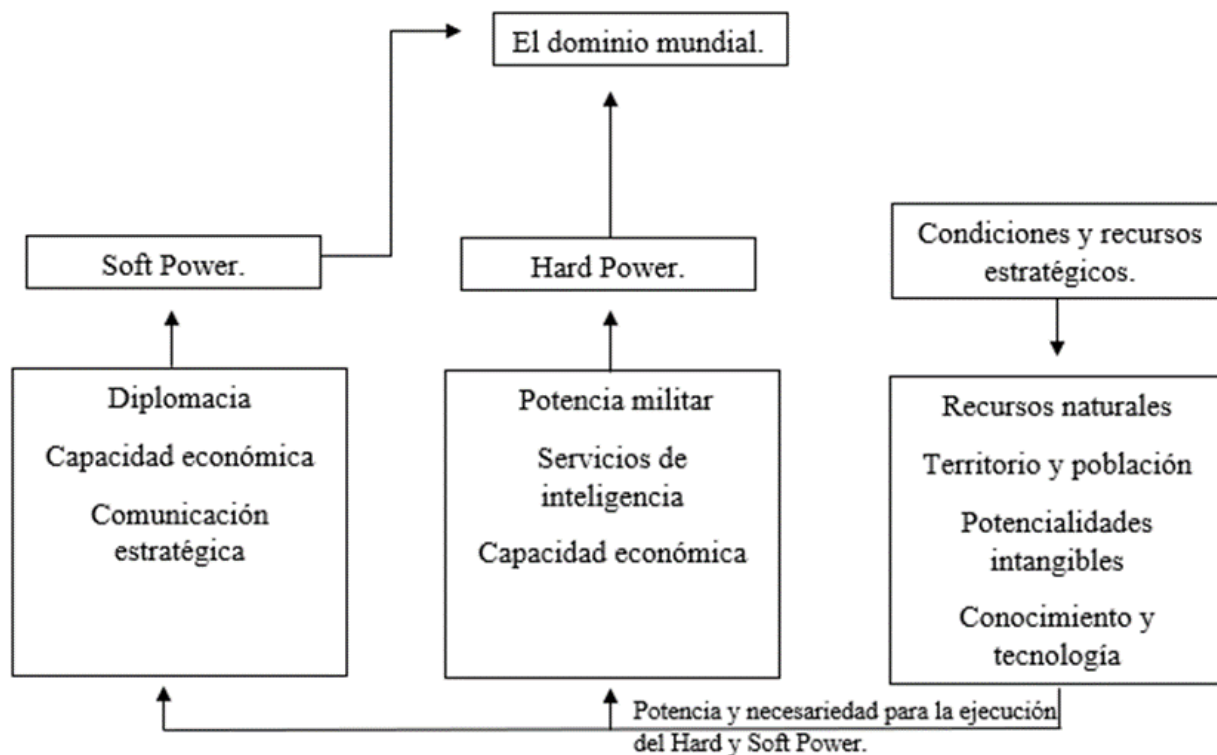 El dominio mundial.
Soft Power.
Hard Power.
Condiciones y recursos
estratégicos.
Diplomacia
Capacidad económica
Comunicación
estratégica
Potencia militar
Servicios de
inteligencia
Capacidad económica
Recursos naturales
Territorio y población
Potencialidades
intangibles
Conocimiento y
tecnología
Potencia y necesariedad para la ejecución
del Hard y Soft Power.